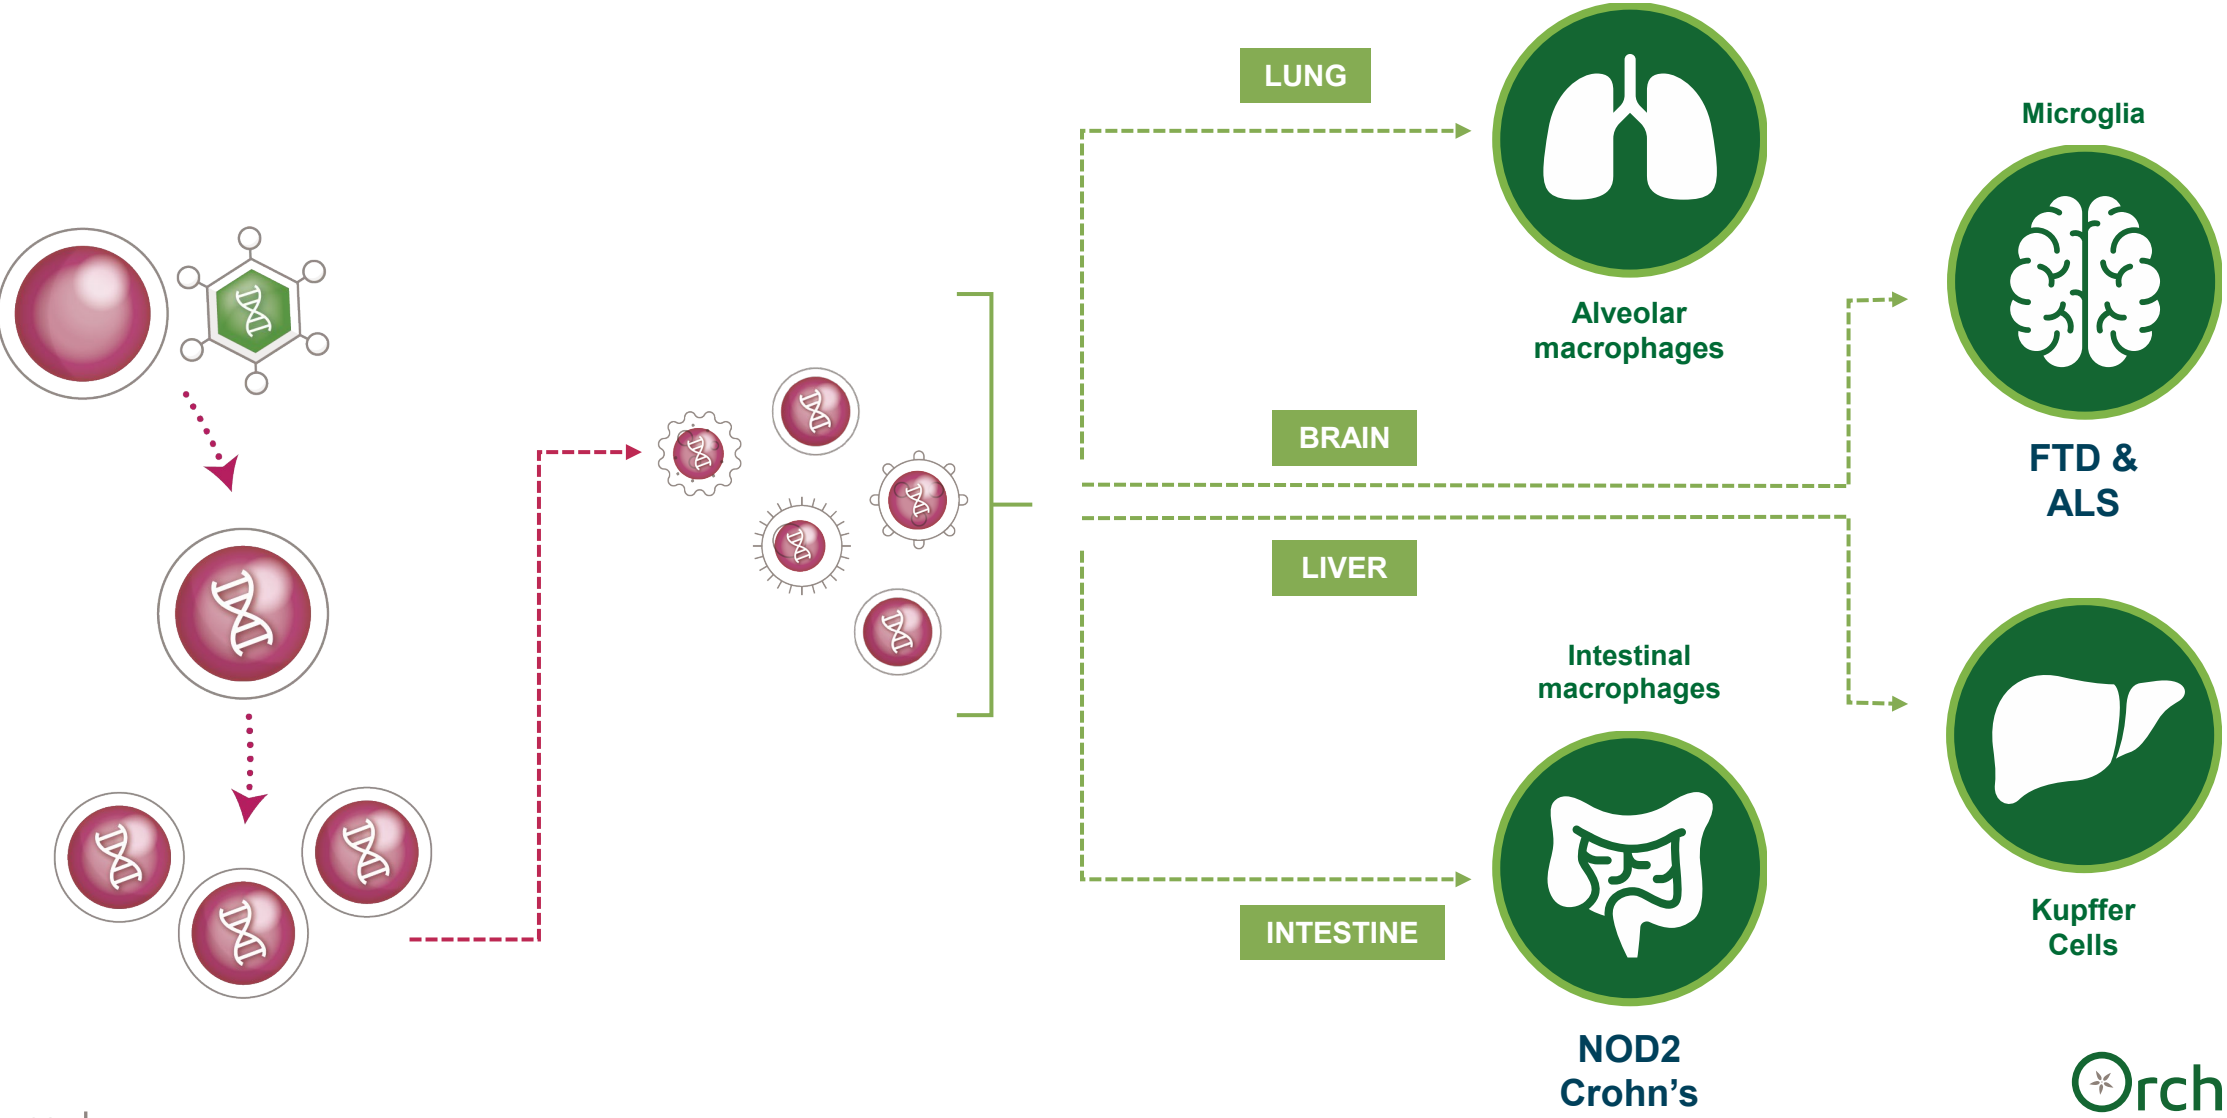 LUNG
Alveolar
macrophages
Microglia
BRAIN
FTD &
ALS
LIVER
Kupffer
Cells
Intestinal
macrophages
INTESTINE
NOD2
Crohn’s
Orch